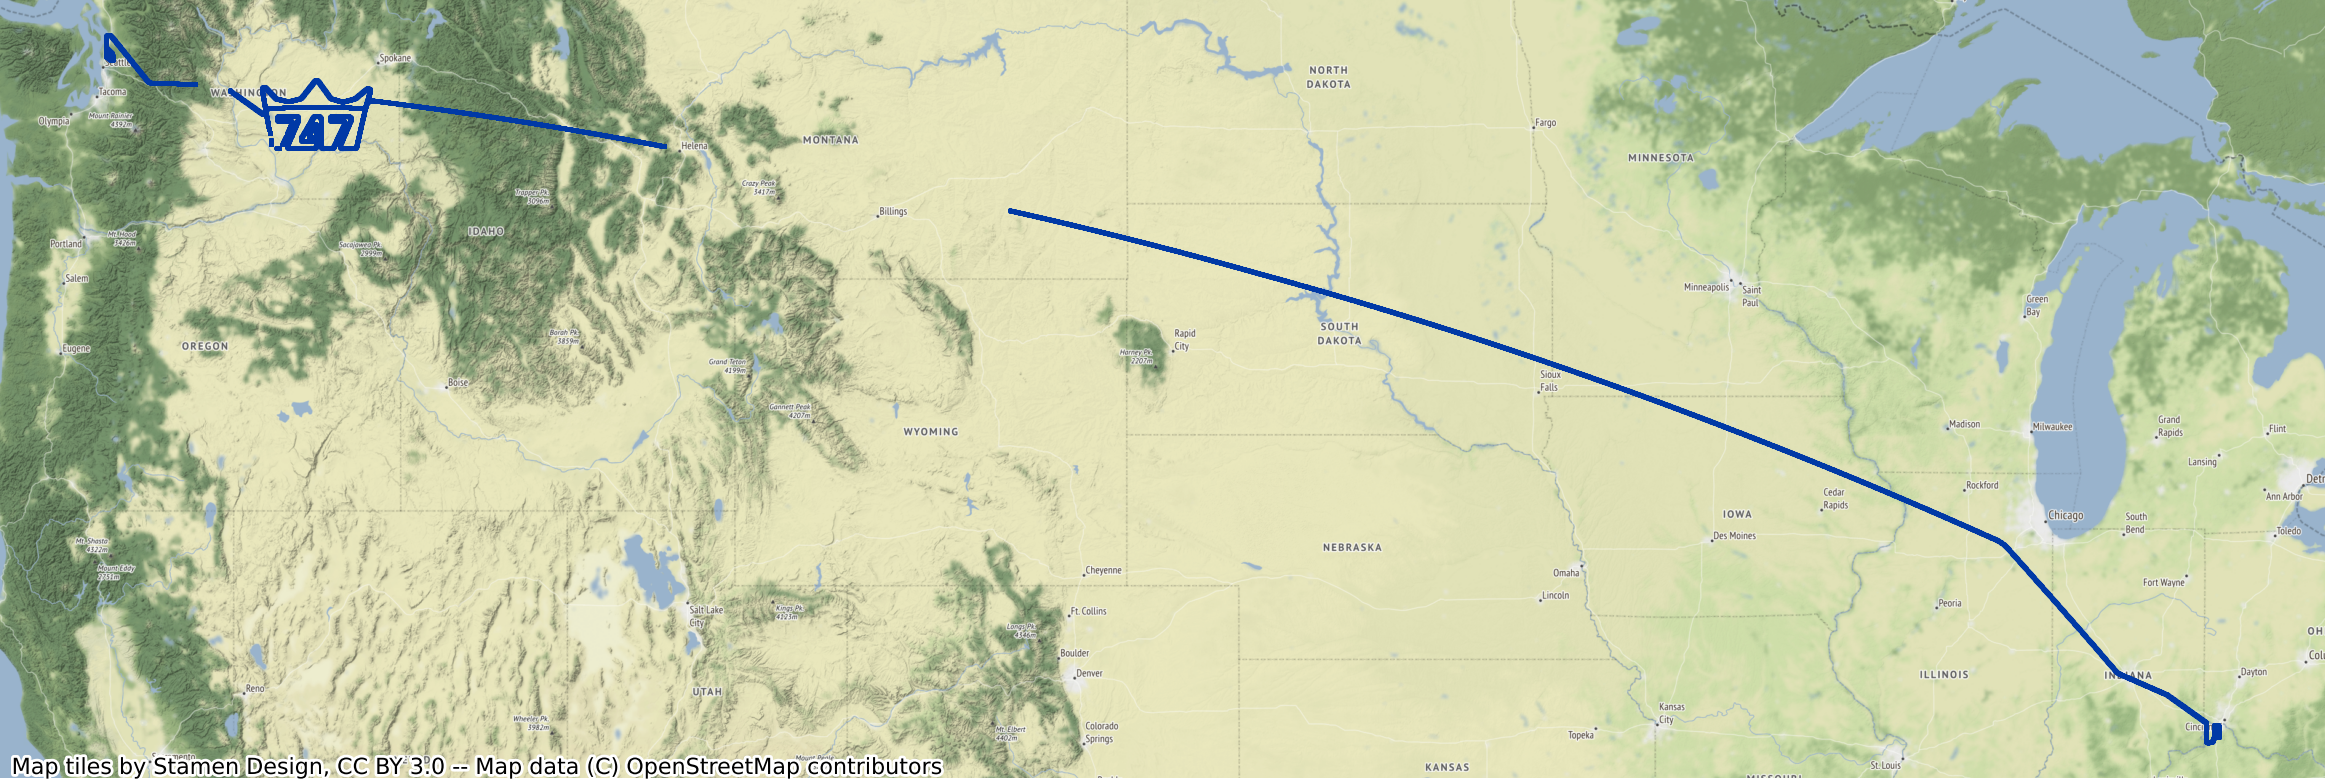 Seattle
Spokane
WASHINGTON
Tacoma
Olympia
Mount Rainier
4392m
747
NORTH
DAKOTA
Fargo
MONTANA
Helena
MINNESOTA
Crazy Peak
3417m
Trapper Pk.
3096m
Billings
IDAHO
Portland
Mt. Hood
3426m
Sacajawea Pk.
2999m
Salem
Minneapolis
Saint
Paul
Green
Bay
SOUTH
DAKOTA
Rapid
City
Harney Pk.
2207m
OREGON
Eugene
Borah Pk.
3859m
Grand Teton
4199m
Boise
Sioux
Falls
Gannett Peak
4207m
WYOMING
Madison
Milwaukee
Grand
Rapids
Flint
Lansing
Detr
Ann Arbor
Rockford
Cedar
Rapids
IOWA
Chicago
South
Bend
Toledo
Des Moines
Mt. Shasta
4322m
Mount Eddy
2751m
NEBRASKA
Cheyenne
Omaha
Lincoln
Fort Wayne
Peoria
Salt Lake
City
Kings Pk.
4123m
Ft. Collins
Longs Pk.
4346m
Boulder
Denver
OH
Colu
Dayton
ILLINOIS
INDIANA
Reno
UTAH
Wheeler Pk.
3982m
Mt. Elbert
4402m
Colorado
Springs
Kansas
City
Topeka
Cinci
St. Louis
KANSAS
MISSOURI
Map tiles by Stamen Design, CC BY 3.0 -- Map data (C) OpenStreetMap contributors